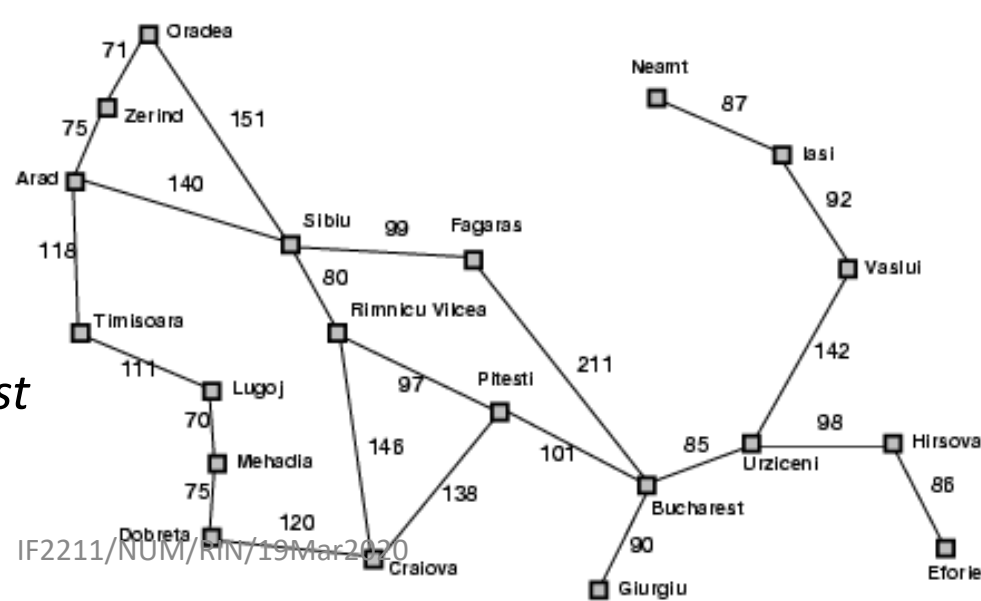 Oradea
71
Neamt
87
Zerind
151
75
Iasi
Arad
140
92
Sibiu
99
Fagaras
118
80
Vaslui
Timisoara
Rimnicu Vilcea
142
111
211
st
Lugoj
97
Pitesti
70
98
Hirsova
146
101
85
Mehadia
Urziceni
75
138
86
Bucharest
120
Dobreta
90
IF2211/NUM/RIN/19Mar2020
Craiova
Eforie
Giurgiu